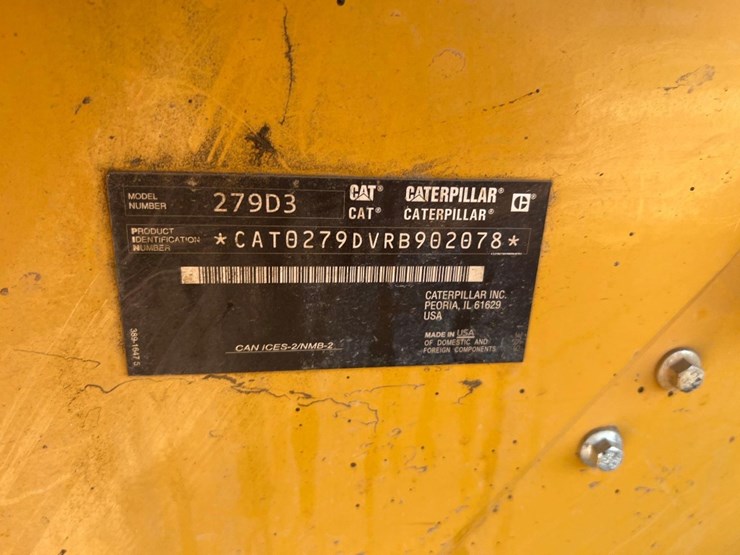 MODEL NUMBER 279D3 CAT® CATERPILLAR® C
CAT® CATERPILLAR®
PRODUCT IDENTIFICATION NUMBER *CAT0279DVRB902078*
CATERPILLAR INC.
PEORIA, IL 61629
USA
MADE IN USA
OF DOMESTIC AND
FOREIGN COMPONENTS
CAN ICES-2/NMB-2